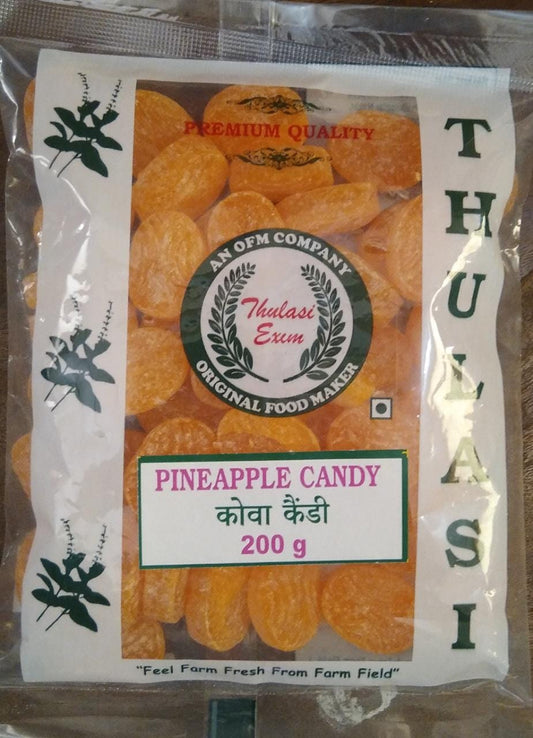 PREMIUM QUALITY
AN OFM COMPANY
Thulasi
Exim
ORIGINAL FOOD MAKER
PINEAPPLE CANDY
कोवा कैंडी
200 g
"Feel Farm Fresh From Farm Field"
THULASI